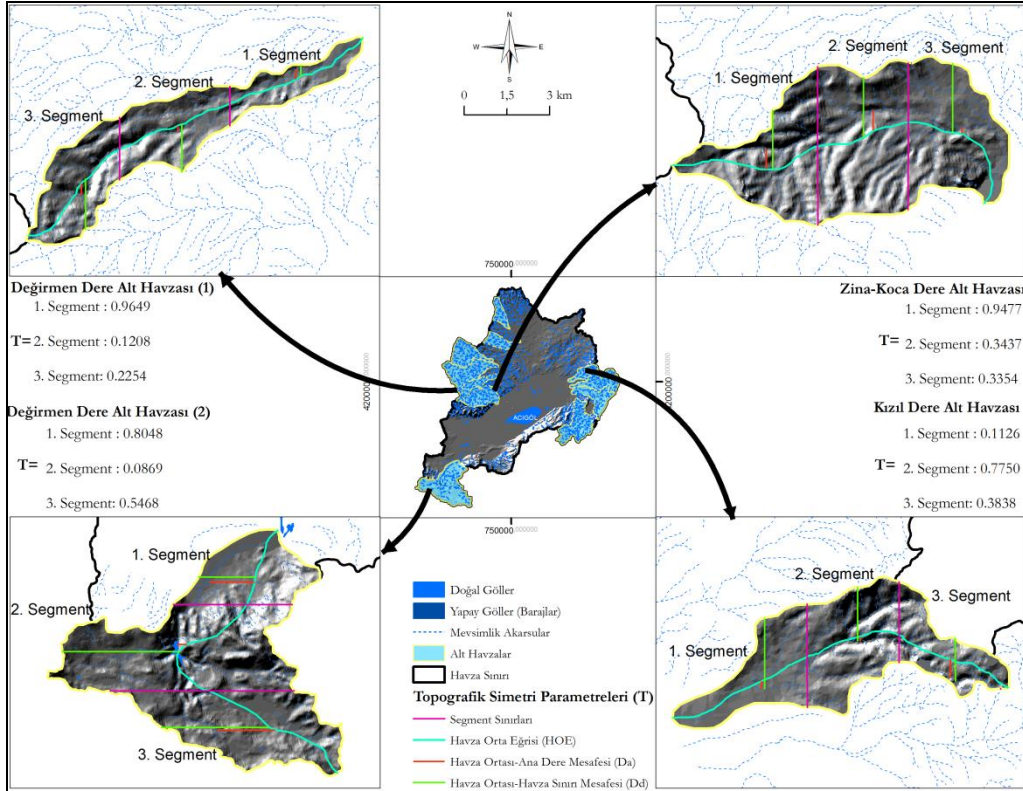 1. Segment
2. Segment
3. Segment
N
W
E
S
0 1,5 3 km
1. Segment
2. Segment
3. Segment
750000,000000
Değirmen Dere Alt Havzası (1)
1. Segment : 0.9649
T= 2. Segment : 0.1208
3. Segment: 0.2254
Değirmen Dere Alt Havzası (2)
1. Segment : 0.8048
T= 2. Segment : 0.0869
3. Segment : 0.5468
ACIGÖL
Zina-Koca Dere Alt Havzası
1. Segment : 0.9477
T= 2. Segment : 0.3437
3. Segment : 0.3354
Kızıl Dere Alt Havzası
1. Segment : 0.1126
T= 2. Segment : 0.7750
3. Segment : 0.3838
750000,000000
1. Segment
2. Segment
3. Segment
Doğal Göller
Yapay Göller (Barajlar)
Mevsimlik Akarsular
Alt Havzalar
Havza Sınırı
Topografik Simetri Parametreleri (T)
Segment Sınırları
Havza Orta Eğrisi (HOE)
Havza Ortası-Ana Dere Mesafesi (Da)
Havza Ortası-Havza Sınırı Mesafesi (Dd)
1. Segment
2. Segment
3. Segment